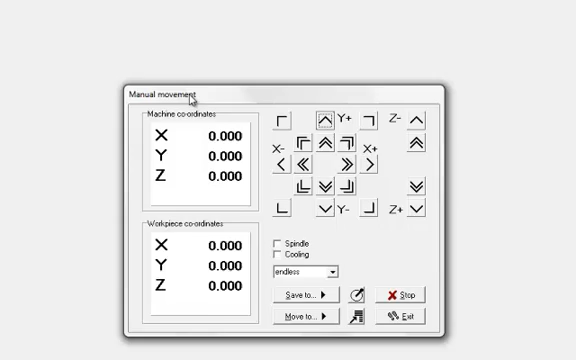 Manual movement
Machine co-ordinates
X 0.000
Y 0.000
Z 0.000
Y+
Z-
X-
X+
Y-
Z+
Workpiece co-ordinates
X 0.000
Y 0.000
Z 0.000
Spindle
Cooling
endless
Save to...
Stop
Move to...
Exit